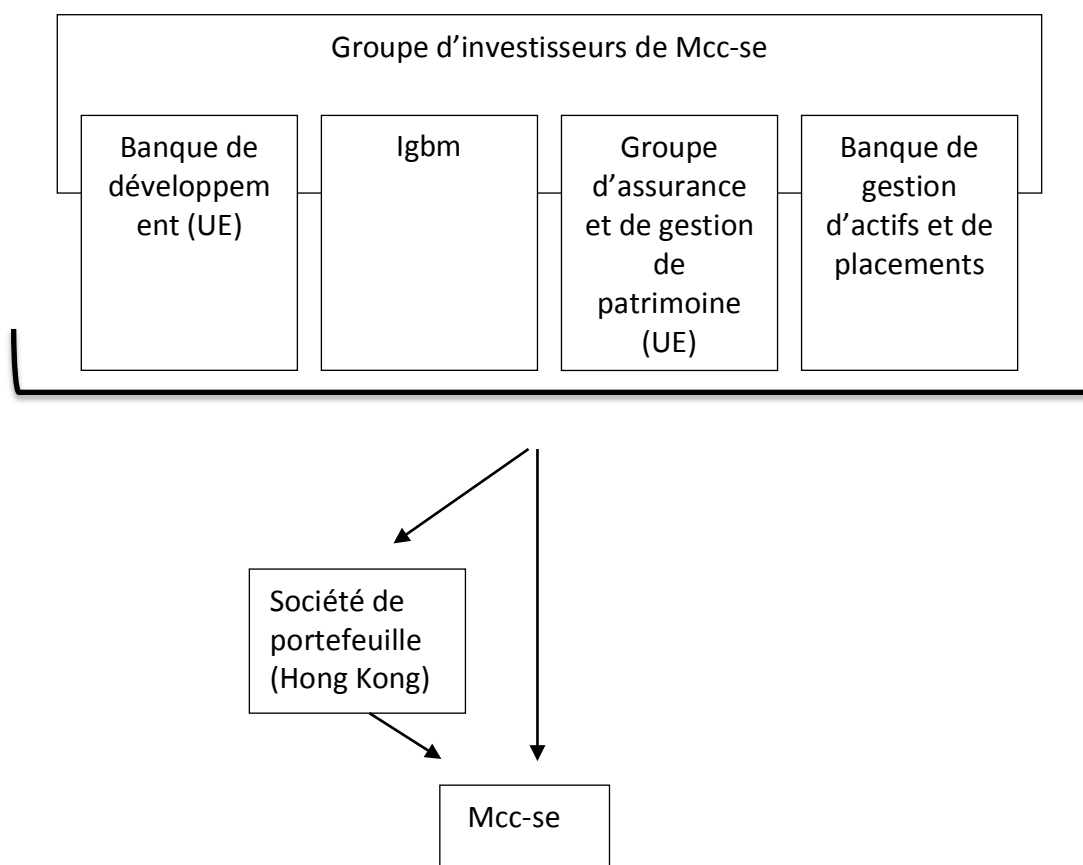 Groupe d’investisseurs de Mcc-se
Banque de
développem
ent (UE)
Igbm
Groupe
d’assurance
et de gestion
de
patrimoine
(UE)
Banque de
gestion
d’actifs et de
placements
Société de
portefeuille
(Hong Kong)
Mcc-se